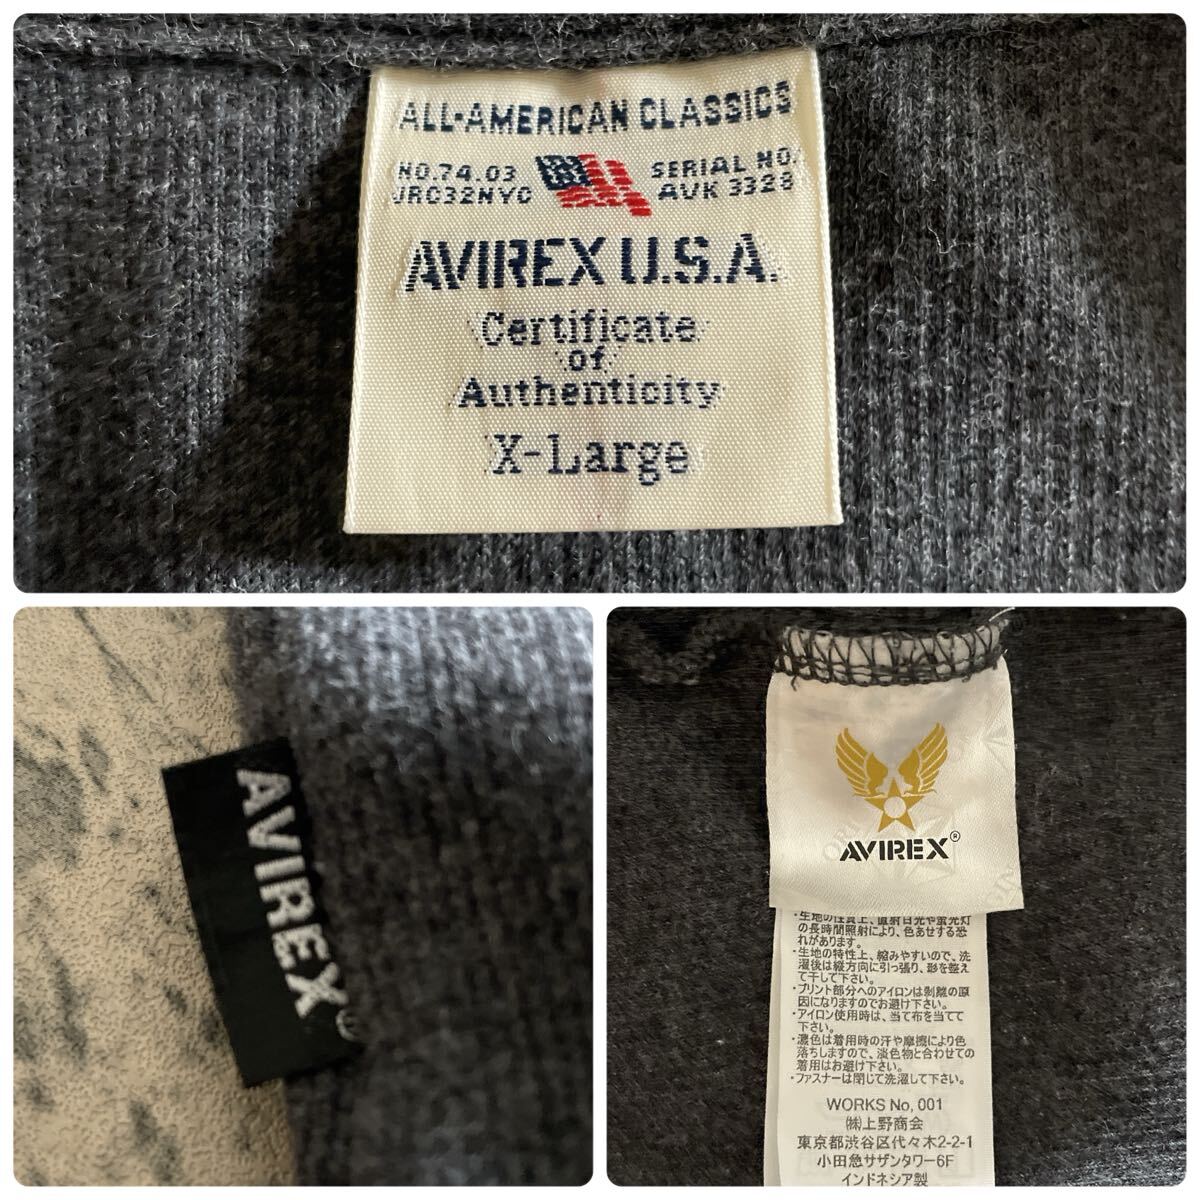 ALL-AMERICAN CLASSICS
NO.74.03
JRC32NYC
SERIAL NO.
AVK 3328
AVIREX U.S.A.
Certificate
of
Authenticity
X-Large
AVIREX
AVIREX®
・生地の性質上、直射日光や蛍光灯
の長時間照射により、色あせする恐
れがあります。
・生地の特性上、縮みやすいので、洗
濯後は縦方向に引っ張り、形を整え
て干して下さい。
・プリント部分へのアイロンは剥離の原
因になりますのでお避け下さい。
・アイロン使用時は、当て布を当てて
下さい。
・濃色は着用時の汗や摩擦により色
落ちしますので、淡色物と合わせての
着用はお避け下さい。
・ファスナーは閉じて洗濯して下さい。
WORKS No, 001
㈱上野商会
東京都渋谷区代々木2-2-1
小田急サザンタワー6F
インドネシア製